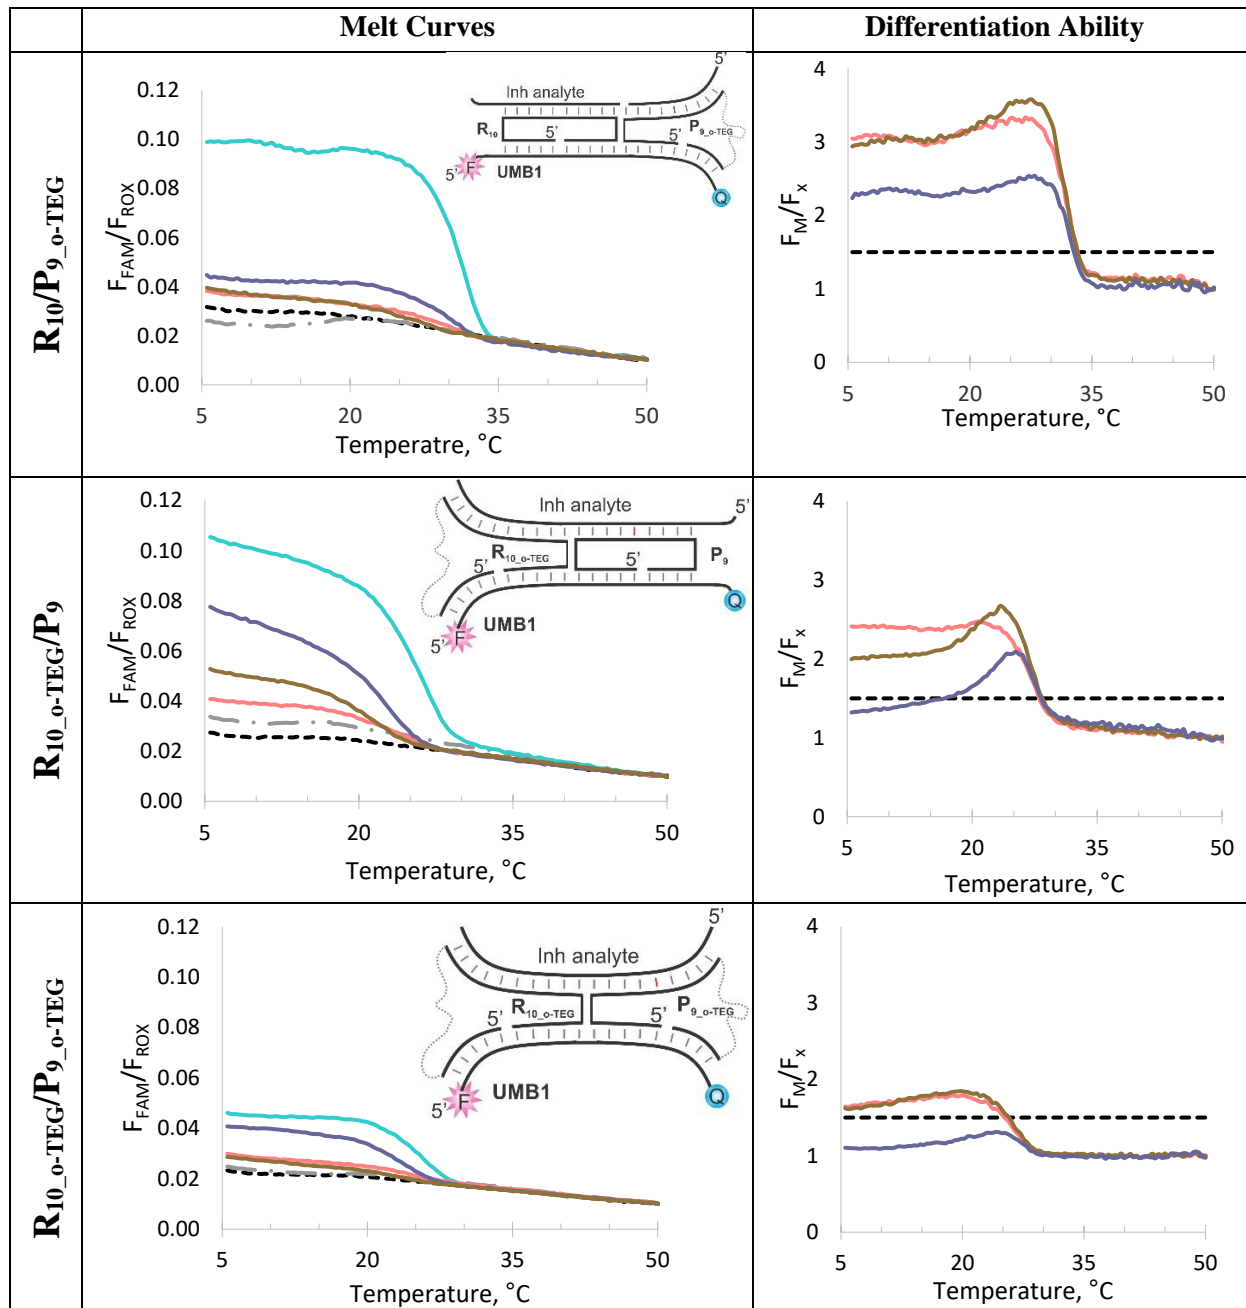 Melt Curves
Differentiation Ability
R10/P9_o-TEG
0.12
0.10
0.08
0.06
0.04
0.02
0.00
FFAM/FROX
5
20
35
50
Temperatre, °C
Inh analyte
5'
R10
5'
5'
P9_o-TEG
5'
F
UMB1
Q
4
3
2
1
0
FM/Fx
5
20
35
50
Temperature, °C
R10_o-TEG/P9
0.12
0.10
0.08
0.06
0.04
0.02
0.00
FFAM/FROX
5
20
35
50
Temperature, °C
Inh analyte
5'
R10_o-TEG
P9
5'
5'
5'
F
UMB1
Q
4
3
2
1
0
FM/Fx
5
20
35
50
Temperature, °C
R10_o-TEG/P9_o-TEG
0.12
0.10
0.08
0.06
0.04
0.02
0.00
FFAM/FROX
5
20
35
50
Temperature, °C
5'
Inh analyte
R10_o-TEG
P9_o-TEG
5'
5'
5'
F
UMB1
Q
4
3
2
1
0
FM/Fx
5
20
35
50
Temperature, °C